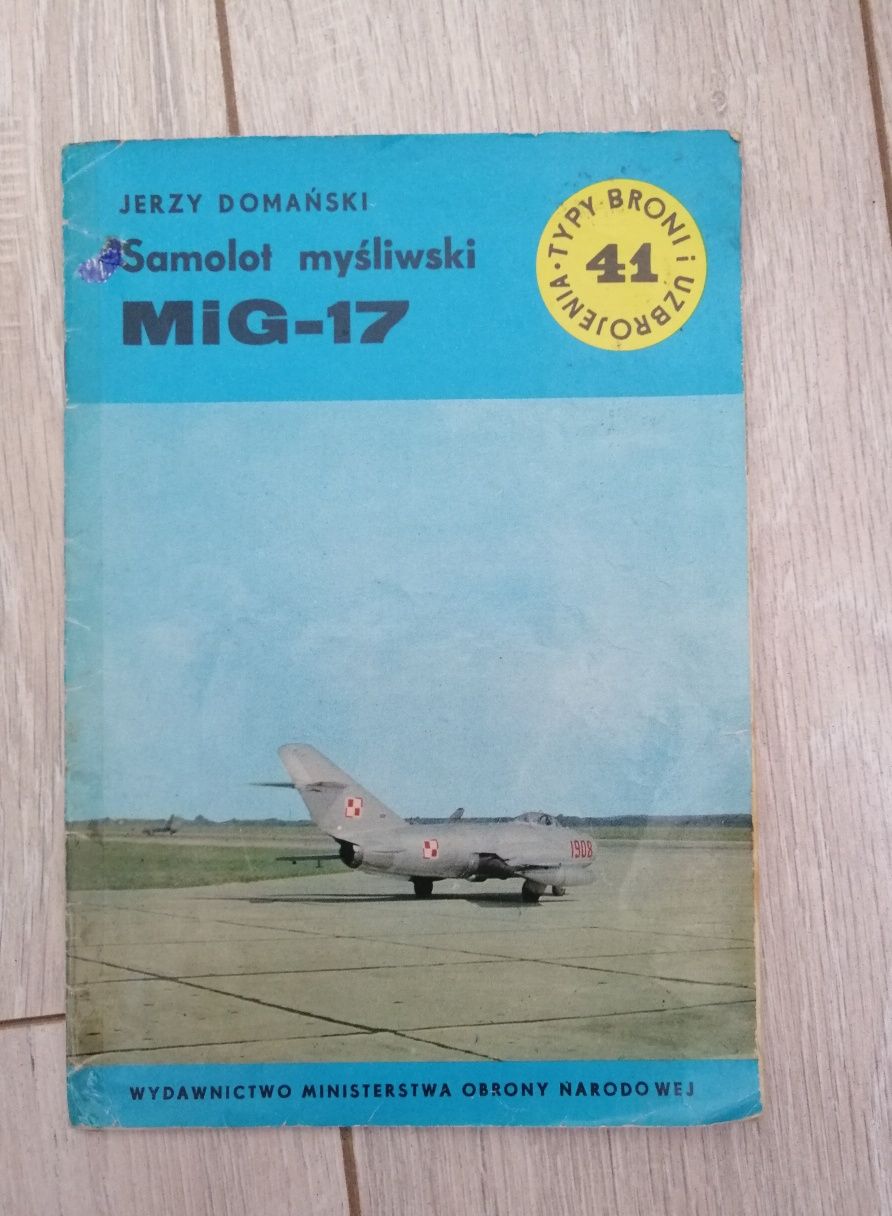 JERZY DOMAŃSKI
Samolot myśliwski
MiG-17
TYPY BRONI i UZBROJENIA •
41
1908
WYDAWNICTWO MINISTERSTWA OBRONY NARODOWEJ